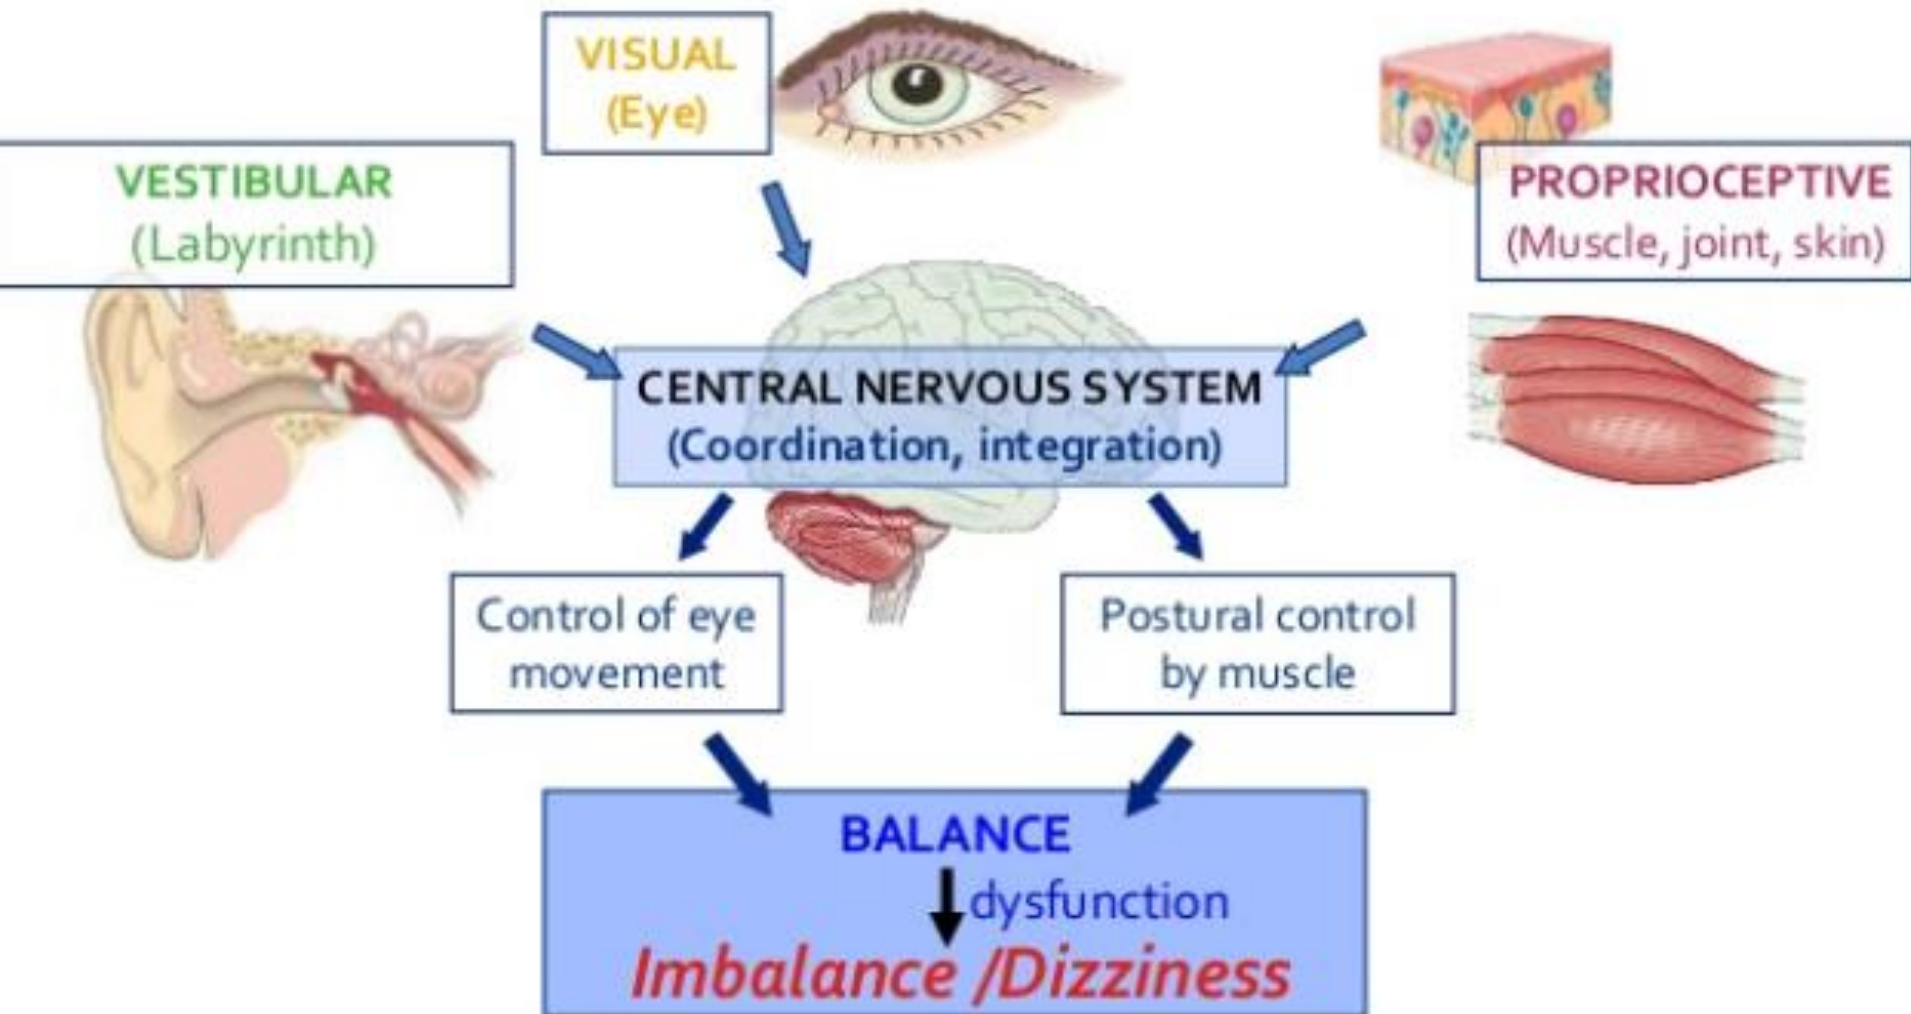 VISUAL
(Eye)
VESTIBULAR
(Labyrinth)
PROPRIOCEPTIVE
(Muscle, joint, skin)
CENTRAL NERVOUS SYSTEM
(Coordination, integration)
Control of eye
movement
Postural control
by muscle
BALANCE
dysfunction
Imbalance /Dizziness